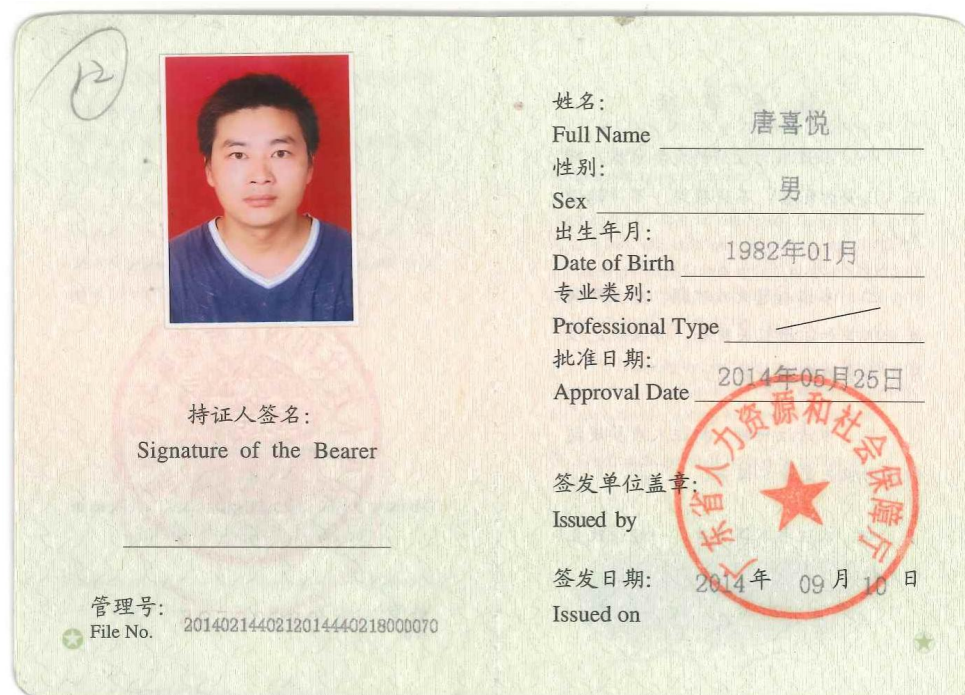 12
持证人签名:
Signature of the Bearer
管理号:
File No. 2014021440212014440218000070
姓名:
Full Name 唐喜悦
性别:
Sex 男
出生年月:
Date of Birth 1982年01月
专业类别:
Professional Type
批准日期:
Approval Date 2014年05月25日
广东省人力资源和社会保障厅
签发单位盖章:
Issued by
签发日期: 2014年 09月 10日
Issued on